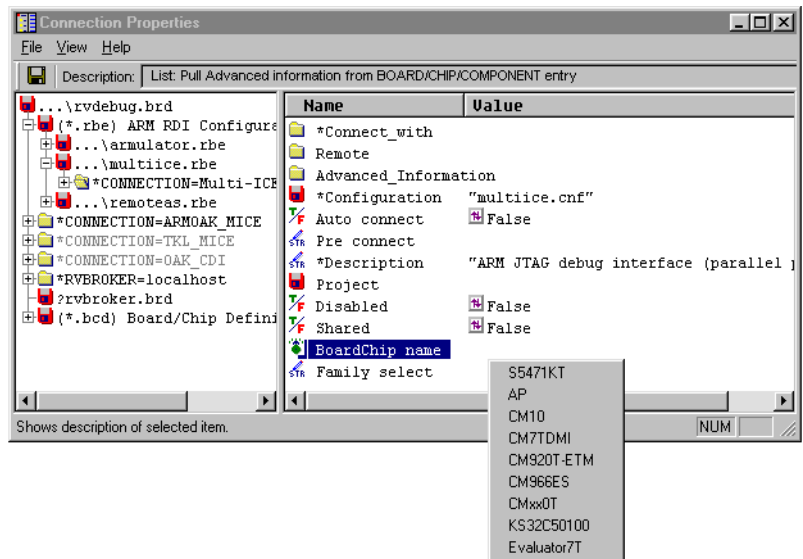 Connection Properties
File View Help
Description: List: Pull Advanced information from BOARD/CHIP/COMPONENT entry
...\rvdebug.brd
(*.rbe) ARM RDI Configura
...\armulator.rbe
...\multiice.rbe
*CONNECTION=Multi-ICE
...\remoteas.rbe
*CONNECTION=ARMOAK_MICE
*CONNECTION=TKL_MICE
*CONNECTION=OAK_CDI
*RVBROKER=localhost
?rvbroker.brd
(*.bcd) Board/Chip Defini
Name Value
*Connect_with
Remote
Advanced_Information
*Configuration "multiice.cnf"
T/F Auto connect False
STR Pre connect
STR *Description "ARM JTAG debug interface (parallel p
Project
T/F Disabled False
T/F Shared False
BoardChip name
STR Family select
S5471KT
AP
CM10
CM7TDMI
CM920T-ETM
CM966ES
CMxx0T
KS32C50100
Evaluator7T
Shows description of selected item. NUM